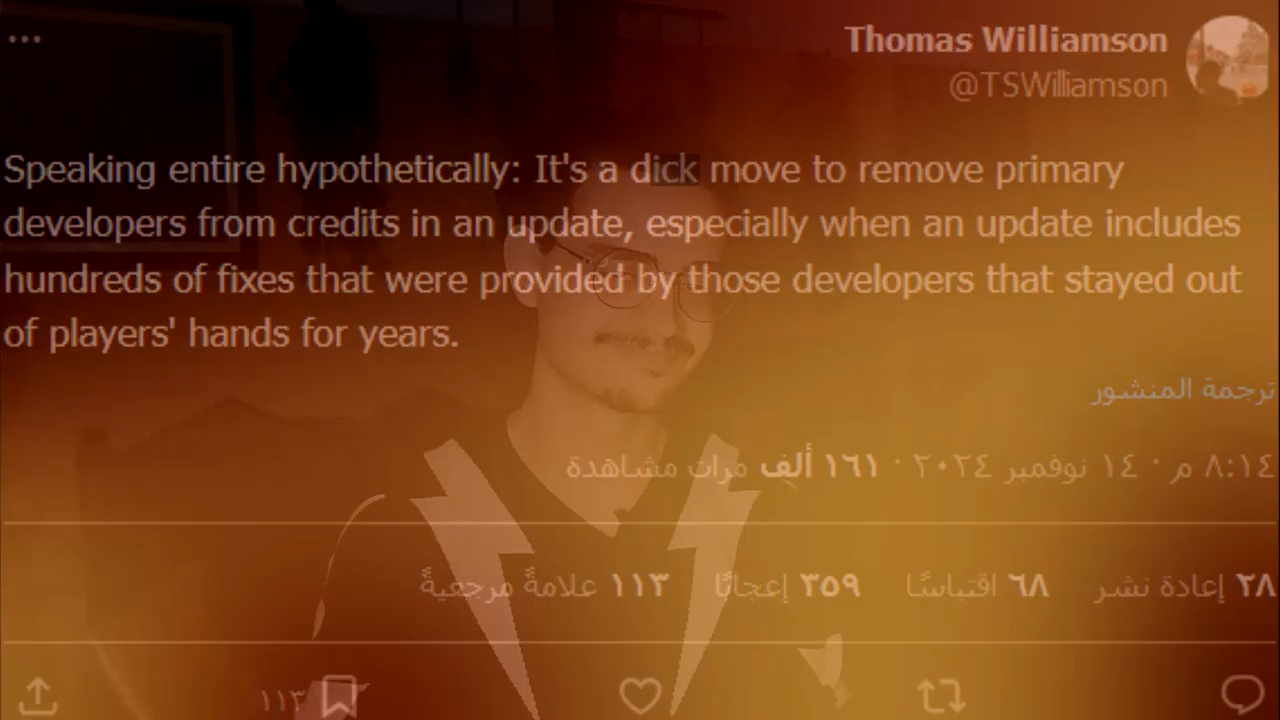 Thomas Williamson
@TSWilliamson
Speaking entire hypothetically: It's a dick move to remove primary
developers from credits in an update, especially when an update includes
hundreds of fixes that were provided by those developers that stayed out
of players' hands for years.
ترجمة المنشور
٨:١٤ م · ١٤ نوفمبر ٢٠٢٤ · ١٦١ ألف مرات مشاهدة
٢٨ إعادة نشر ٦٨ اقتباسًا ٣٥٩ إعجابًا ١١٣ علامةً مرجعيةً
١١٣